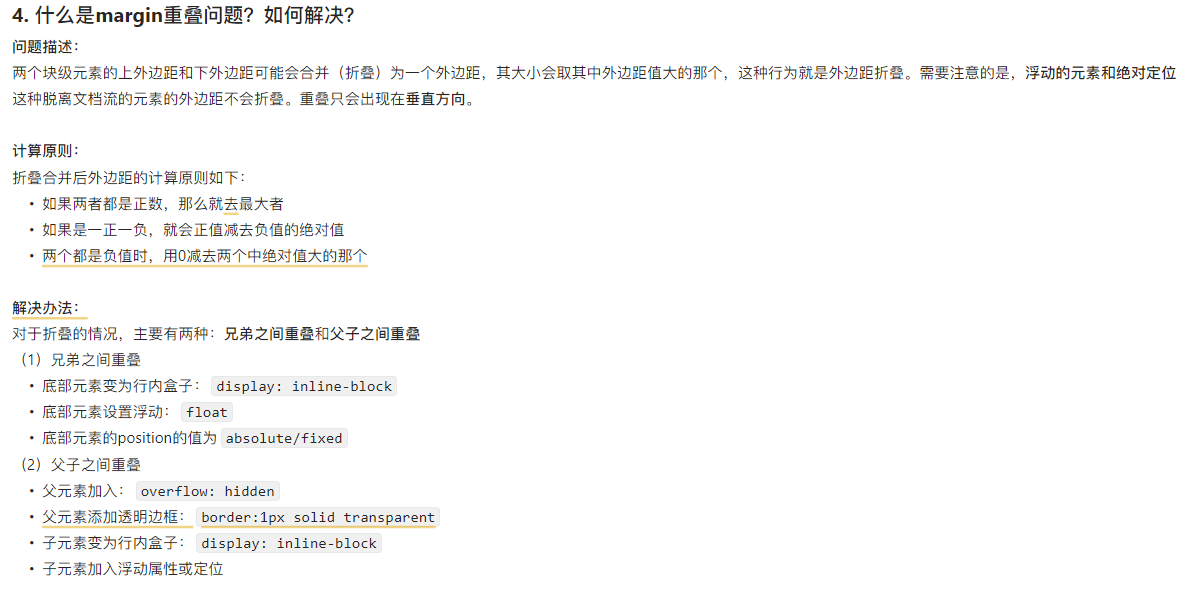 4. 什么是margin重叠问题？如何解决？
问题描述：
两个块级元素的上外边距和下外边距可能会合并（折叠）为一个外边距，其大小会取其中外边距值大的那个，这种行为就是外边距折叠。需要注意的是，浮动的元素和绝对定位
这种脱离文档流的元素的外边距不会折叠。重叠只会出现在垂直方向。
计算原则：
折叠合并后外边距的计算原则如下：
• 如果两者都是正数，那么就去最大者
• 如果是一正一负，就会正值减去负值的绝对值
• 两个都是负值时，用0减去两个中绝对值大的那个
解决办法：
对于折叠的情况，主要有两种：兄弟之间重叠和父子之间重叠
（1）兄弟之间重叠
• 底部元素变为行内盒子： display: inline-block
• 底部元素设置浮动： float
• 底部元素的position的值为 absolute/fixed
（2）父子之间重叠
• 父元素加入： overflow: hidden
• 父元素添加透明边框： border:1px solid transparent
• 子元素变为行内盒子： display: inline-block
• 子元素加入浮动属性或定位